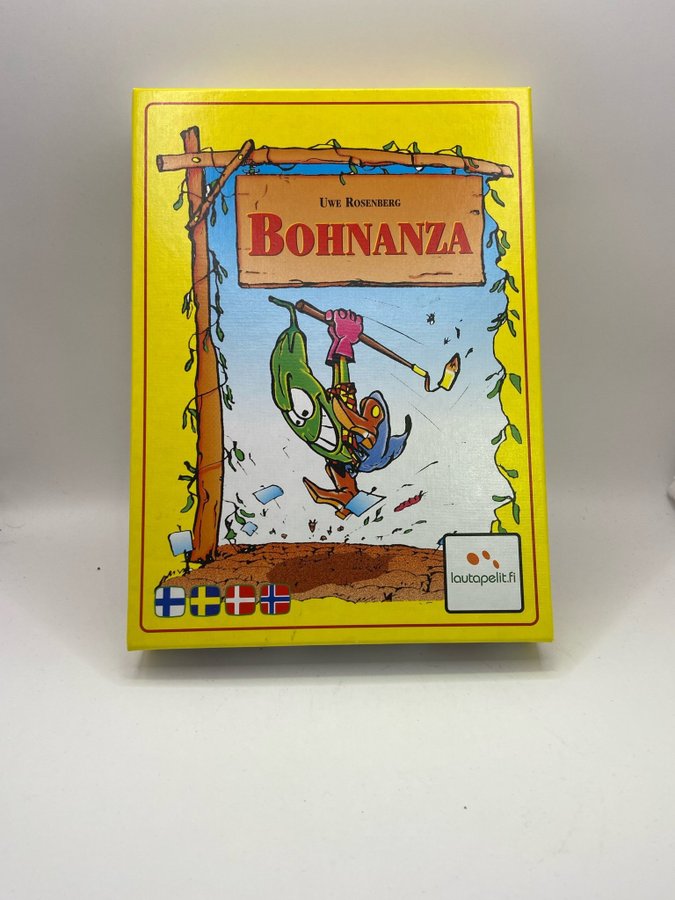 Uwe Rosenberg
BOHNANZA
lautapelit.fi